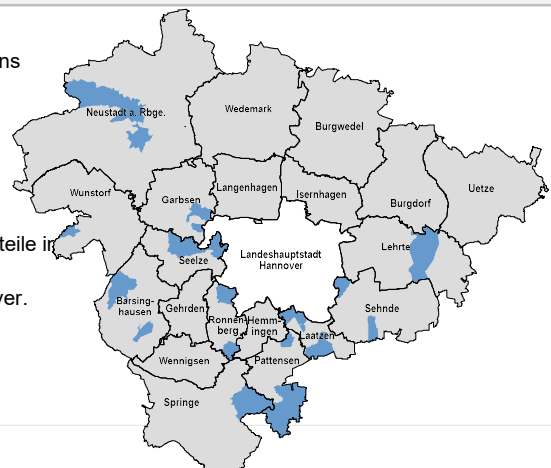 ns
Neustadt a. Rbge.
Wedemark
Burgwedel
Wunstorf
Garbsen
Langenhagen
Isernhagen
Burgdorf
Uetze
teile in
Seelze
Landeshauptstadt
Hannover
Lehrte
ver.
Barsing-
hausen
Gehrden
Ronnen-
berg
Hemm-
ingen
Laatzen
Sehnde
Wennigsen
Pattensen
Springe